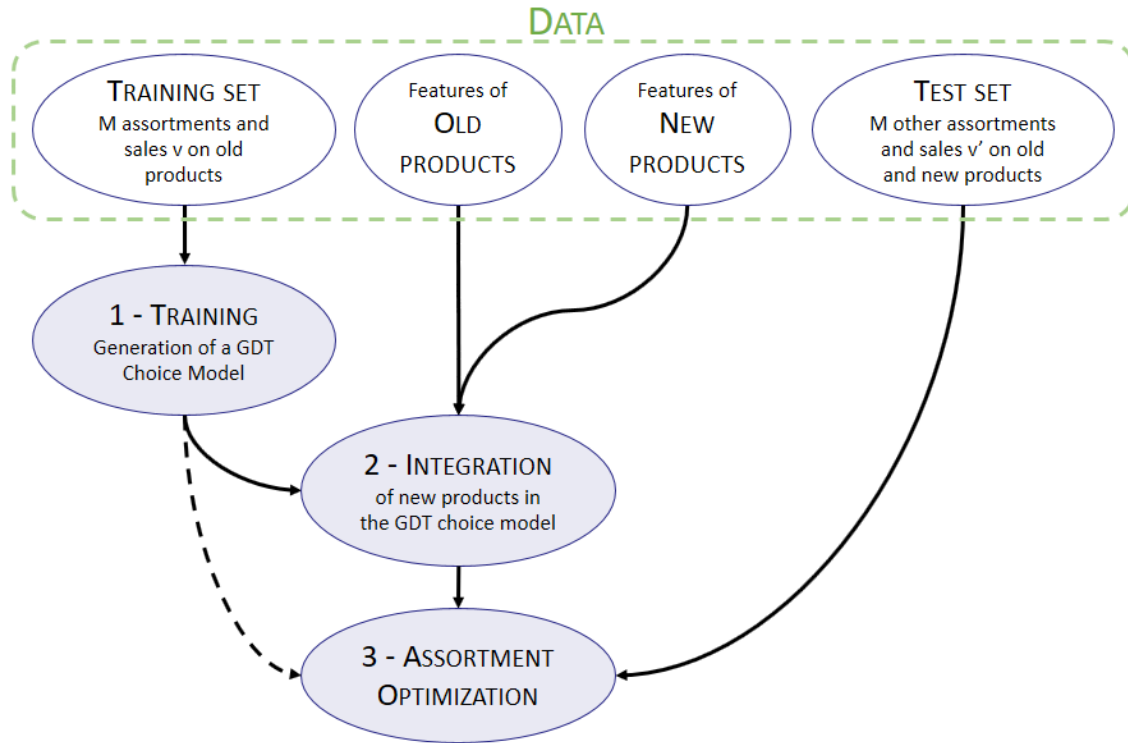 DATA
TRAINING SET
M assortments and
sales v on old
products
Features of
OLD
PRODUCTS
Features of
NEW
PRODUCTS
TEST SET
M other assortments
and sales v’ on old
and new products
1 - TRAINING
Generation of a GDT
Choice Model
2 - INTEGRATION
of new products in
the GDT choice model
3 - ASSORTMENT
OPTIMIZATION